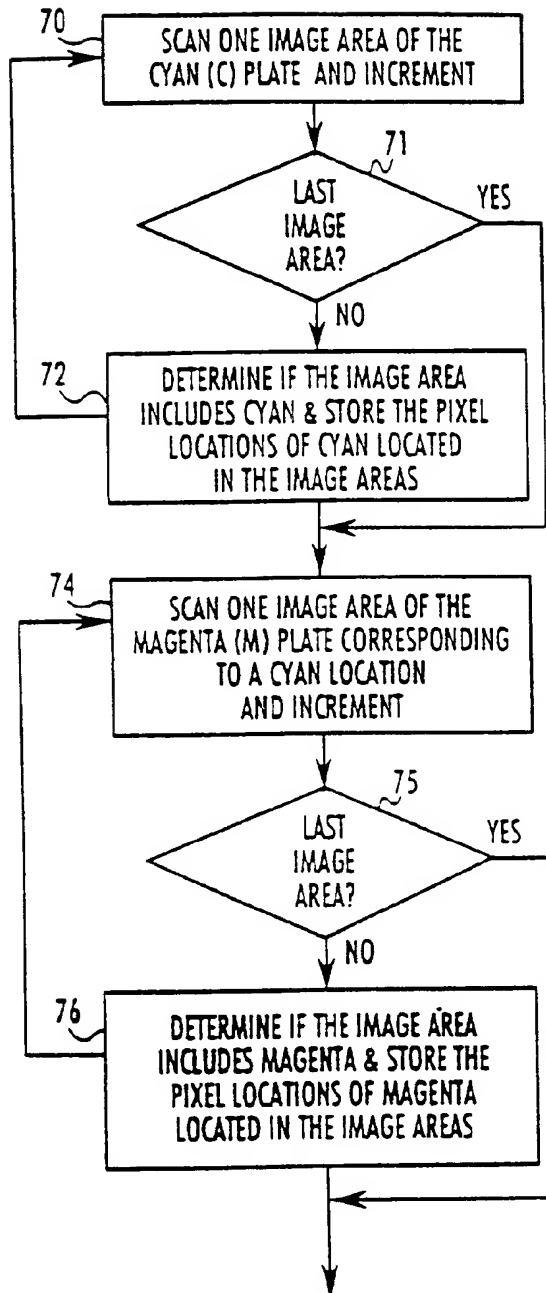 70
SCAN ONE IMAGE AREA OF THE
CYAN (C) PLATE AND INCREMENT
71
LAST
IMAGE
AREA?
YES
NO
72
DETERMINE IF THE IMAGE AREA
INCLUDES CYAN & STORE THE PIXEL
LOCATIONS OF CYAN LOCATED
IN THE IMAGE AREAS
74
SCAN ONE IMAGE AREA OF THE
MAGENTA (M) PLATE CORRESPONDING
TO A CYAN LOCATION
AND INCREMENT
75
LAST
IMAGE
AREA?
YES
NO
76
DETERMINE IF THE IMAGE AREA
INCLUDES MAGENTA & STORE THE
PIXEL LOCATIONS OF MAGENTA
LOCATED IN THE IMAGE AREAS